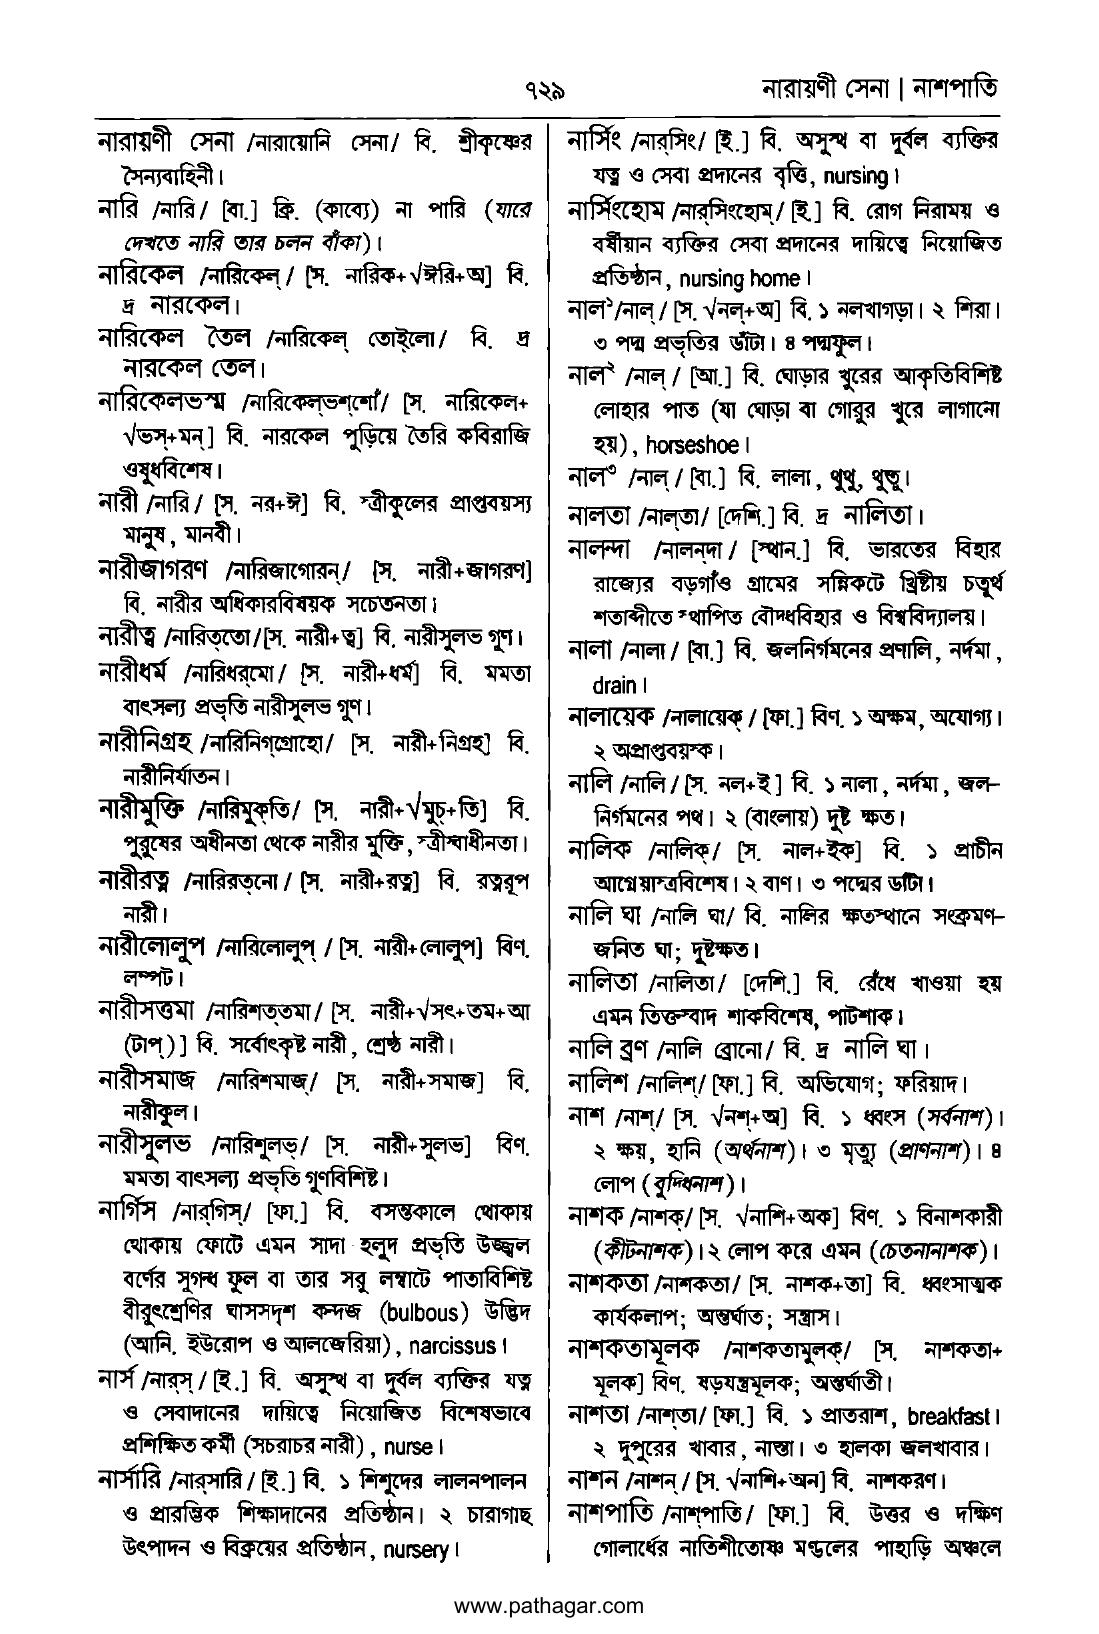 ৭২৯
নারায়ণী সেনা | নাশপাতি
নারায়ণী সেনা /নারায়োনি সেনা/ বি. শ্রীকৃষ্ণের
সৈন্যবাহিনী।
নারি /নারি/ [বা.] ক্রি. (কাব্যে) না পারি (যারে
দেখতে নারি তার চলন বাঁকা)।
নারিকেল /নারিকেল্/ [স. নারিক+√ঈরি+অ] বি.
দ্র নারকেল।
নারিকেল তৈল /নারিকেল্ তোই্‌লো/ বি. দ্র
নারকেল তেল।
নারিকেলভস্ম /নারিকেল্‌ভশ্‌শোঁ/ [স. নারিকেল+
√ভস্+মন্] বি. নারকেল পুড়িয়ে তৈরি কবিরাজি
ওষুধবিশেষ।
নারী /নারি/ [স. নর+ঈ] বি. স্ত্রীকুলের প্রাপ্তবয়স্য
মানুষ, মানবী।
নারীজাগরণ /নারিজাগোরন্/ [স. নারী+জাগরণ]
বি. নারীর অধিকারবিষয়ক সচেতনতা।
নারীত্ব /নারিত্‌তো/[স. নারী+ত্ব] বি. নারীসুলভ গুণ।
নারীধর্ম /নারিধর্‌মো/ [স. নারী+ধর্ম] বি. মমতা
বাৎসল্য প্রভৃতি নারীসুলভ গুণ।
নারীনিগ্রহ /নারিনিগ্‌গ্রোহো/ [স. নারী+নিগ্রহ] বি.
নারীনির্যাতন।
নারীমুক্তি /নারিমুক্‌তি/ [স. নারী+√মুচ্+তি] বি.
পুরুষের অধীনতা থেকে নারীর মুক্তি, স্ত্রীস্বাধীনতা।
নারীরত্ন /নারিরত্‌নো/ [স. নারী+রত্ন] বি. রত্নরূপ
নারী।
নারীলোলুপ /নারিলোলুপ্/ [স. নারী+লোলুপ] বিণ.
লম্পট।
নারীসত্তমা /নারিশত্‌তমা/ [স. নারী+√সৎ+তম+আ
(টাপ্)] বি. সর্বোৎকৃষ্ট নারী, শ্রেষ্ঠ নারী।
নারীসমাজ /নারিশমাজ্/ [স. নারী+সমাজ] বি.
নারীকুল।
নারীসুলভ /নারিশুলভ্/ [স. নারী+সুলভ] বিণ.
মমতা বাৎসল্য প্রভৃতি গুণবিশিষ্ট।
নার্গিস /নার্‌গিস্/ [ফা.] বি. বসন্তকালে থোকায়
থোকায় ফোটে এমন সাদা হলুদ প্রভৃতি উজ্জ্বল
বর্ণের সুগন্ধ ফুল বা তার সরু লম্বাটে পাতাবিশিষ্ট
বীরুৎশ্রেণির ঘাসসদৃশ কন্দজ (bulbous) উদ্ভিদ
(আনি. ইউরোপ ও আলজেরিয়া), narcissus।
নার্স /নার্‌স্/ [ই.] বি. অসুস্থ বা দুর্বল ব্যক্তির যত্ন
ও সেবাদানের দায়িত্বে নিয়োজিত বিশেষভাবে
প্রশিক্ষিত কর্মী (সচরাচর নারী), nurse।
নার্সারি /নার্‌সারি/ [ই.] বি. ১ শিশুদের লালনপালন
ও প্রারম্ভিক শিক্ষাদানের প্রতিষ্ঠান। ২ চারাগাছ
উৎপাদন ও বিক্রয়ের প্রতিষ্ঠান, nursery।
নার্সিং /নার্‌সিং/ [ই.] বি. অসুস্থ বা দুর্বল ব্যক্তির
যত্ন ও সেবা প্রদানের বৃত্তি, nursing।
নার্সিংহোম /নার্‌সিংহোম্/ [ই.] বি. রোগ নিরাময় ও
বর্ষীয়ান ব্যক্তির সেবা প্রদানের দায়িত্বে নিয়োজিত
প্রতিষ্ঠান, nursing home।
নাল১/নাল্/ [স. √নল্+অ] বি. ১ নলখাগড়া। ২ শিরা।
৩ পদ্ম প্রভৃতির ডাঁটা। ৪ পদ্মফুল।
নাল২ /নাল্/ [আ.] বি. ঘোড়ার খুরের আকৃতিবিশিষ্ট
লোহার পাত (যা ঘোড়া বা গোরুর খুরে লাগানো
হয়), horseshoe।
নাল৩ /নাল্/ [বা.] বি. লালা, থুথু, থুতু।
নালতা /নাল্‌তা/ [দেশি.] বি. দ্র নালিতা।
নালন্দা /নালন্‌দা/ [স্থান.] বি. ভারতের বিহার
রাজ্যের বড়গাঁও গ্রামের সন্নিকটে খ্রিষ্টীয় চতুর্থ
শতাব্দীতে স্থাপিত বৌদ্ধবিহার ও বিশ্ববিদ্যালয়।
নালা /নালা/ [বা.] বি. জলনির্গমনের প্রণালি, নর্দমা,
drain।
নালায়েক /নালায়েক্/ [ফা.] বিণ. ১ অক্ষম, অযোগ্য।
২ অপ্রাপ্তবয়স্ক।
নালি /নালি/ [স. নল+ই] বি. ১ নালা, নর্দমা, জল-
নির্গমনের পথ। ২ (বাংলায়) দুষ্ট ক্ষত।
নালিক /নালিক্/ [স. নাল+ইক] বি. ১ প্রাচীন
আগ্নেয়াস্ত্রবিশেষ। ২ বাণ। ৩ পদ্মের ডাঁটা।
নালি ঘা /নালি ঘা/ বি. নালির ক্ষতস্থানে সংক্রমণ-
জনিত ঘা; দুষ্টক্ষত।
নালিতা /নালিতা/ [দেশি.] বি. রেঁধে খাওয়া হয়
এমন তিক্তস্বাদ শাকবিশেষ, পাটশাক।
নালি ব্রণ /নালি ব্রোনো/ বি. দ্র নালি ঘা।
নালিশ /নালিশ্/ [ফা.] বি. অভিযোগ; ফরিয়াদ।
নাশ /নাশ্/ [স. √নশ্+অ] বি. ১ ধ্বংস (সর্বনাশ)।
২ ক্ষয়, হানি (অর্থনাশ)। ৩ মৃত্যু (প্রাণনাশ)। ৪
লোপ (বুদ্ধিনাশ)।
নাশক /নাশক্/ [স. √নাশি+অক] বিণ. ১ বিনাশকারী
(কীটনাশক)। ২ লোপ করে এমন (চেতনানাশক)।
নাশকতা /নাশকতা/ [স. নাশক+তা] বি. ধ্বংসাত্মক
কার্যকলাপ; অন্তর্ঘাত; সন্ত্রাস।
নাশকতামূলক /নাশকতামুলক্/ [স. নাশকতা+
মূলক] বিণ. ষড়যন্ত্রমূলক; অন্তর্ঘাতী।
নাশতা /নাশ্‌তা/ [ফা.] বি. ১ প্রাতরাশ, breakfast।
২ দুপুরের খাবার, নাস্তা। ৩ হালকা জলখাবার।
নাশন /নাশন্/ [স. √নাশি+অন] বি. নাশকরণ।
নাশপাতি /নাশ্‌পাতি/ [ফা.] বি. উত্তর ও দক্ষিণ
গোলার্ধের নাতিশীতোষ্ণ মণ্ডলের পাহাড়ি অঞ্চলে
www.pathagar.com